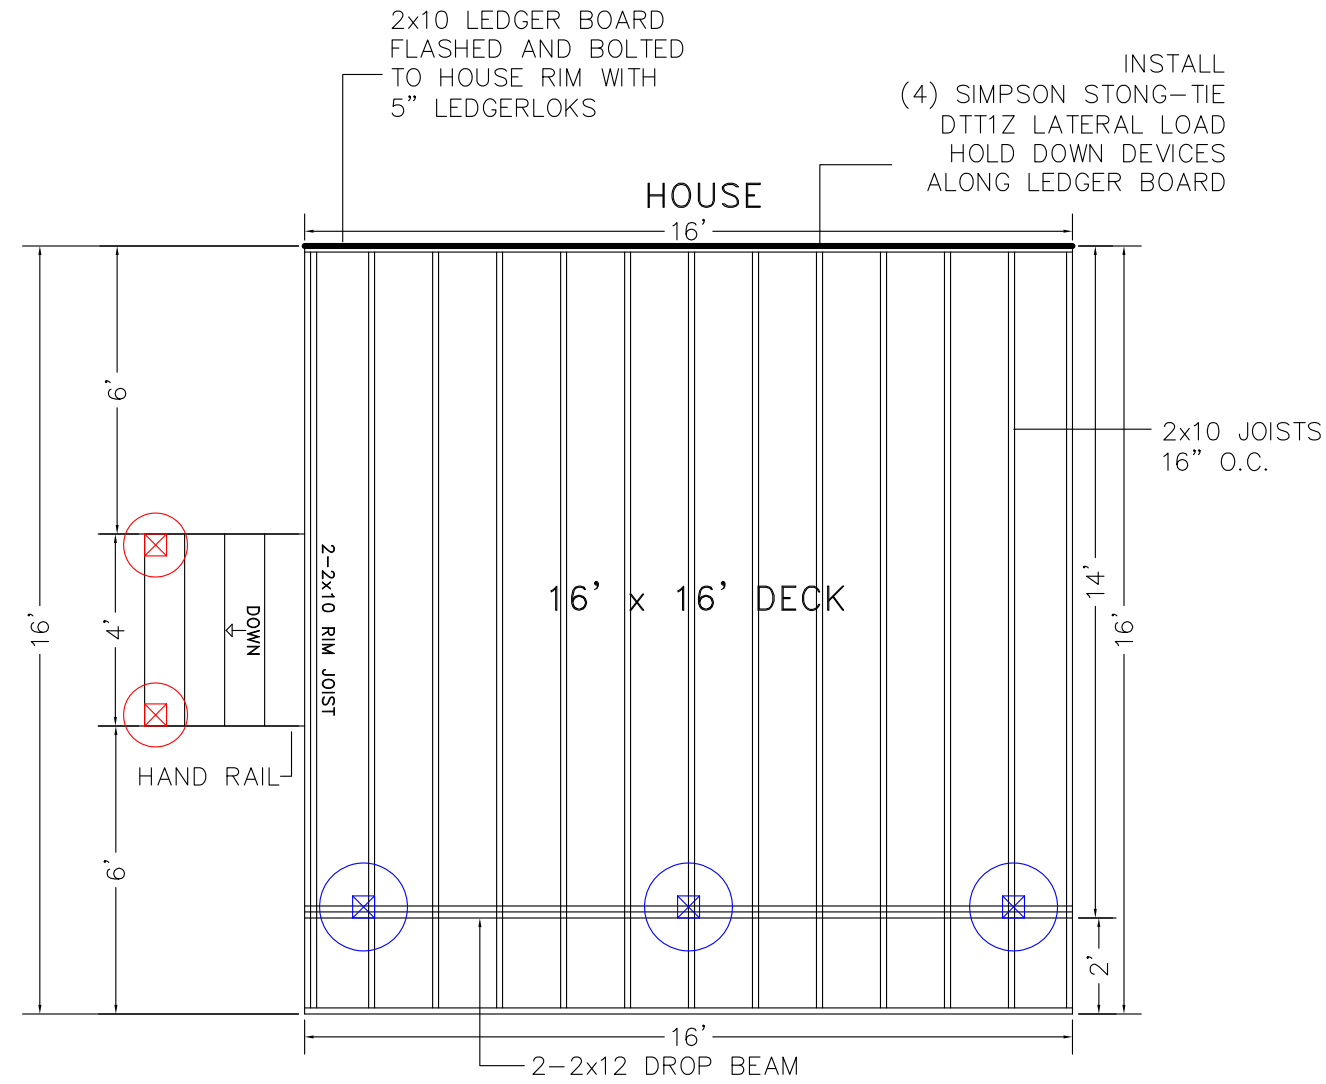 2x10 LEDGER BOARD
FLASHED AND BOLTED
TO HOUSE RIM WITH
5” LEDGERLOKS
INSTALL
(4) SIMPSON STONG-TIE
DTT1Z LATERAL LOAD
HOLD DOWN DEVICES
ALONG LEDGER BOARD
HOUSE
16’
6’
2x10 JOISTS
16” O.C.
2-2x10 RIM JOIST
16’ x 16’ DECK
14’
16’
16’
4’
DOWN
HAND RAIL
6’
2’
16’
2-2x12 DROP BEAM